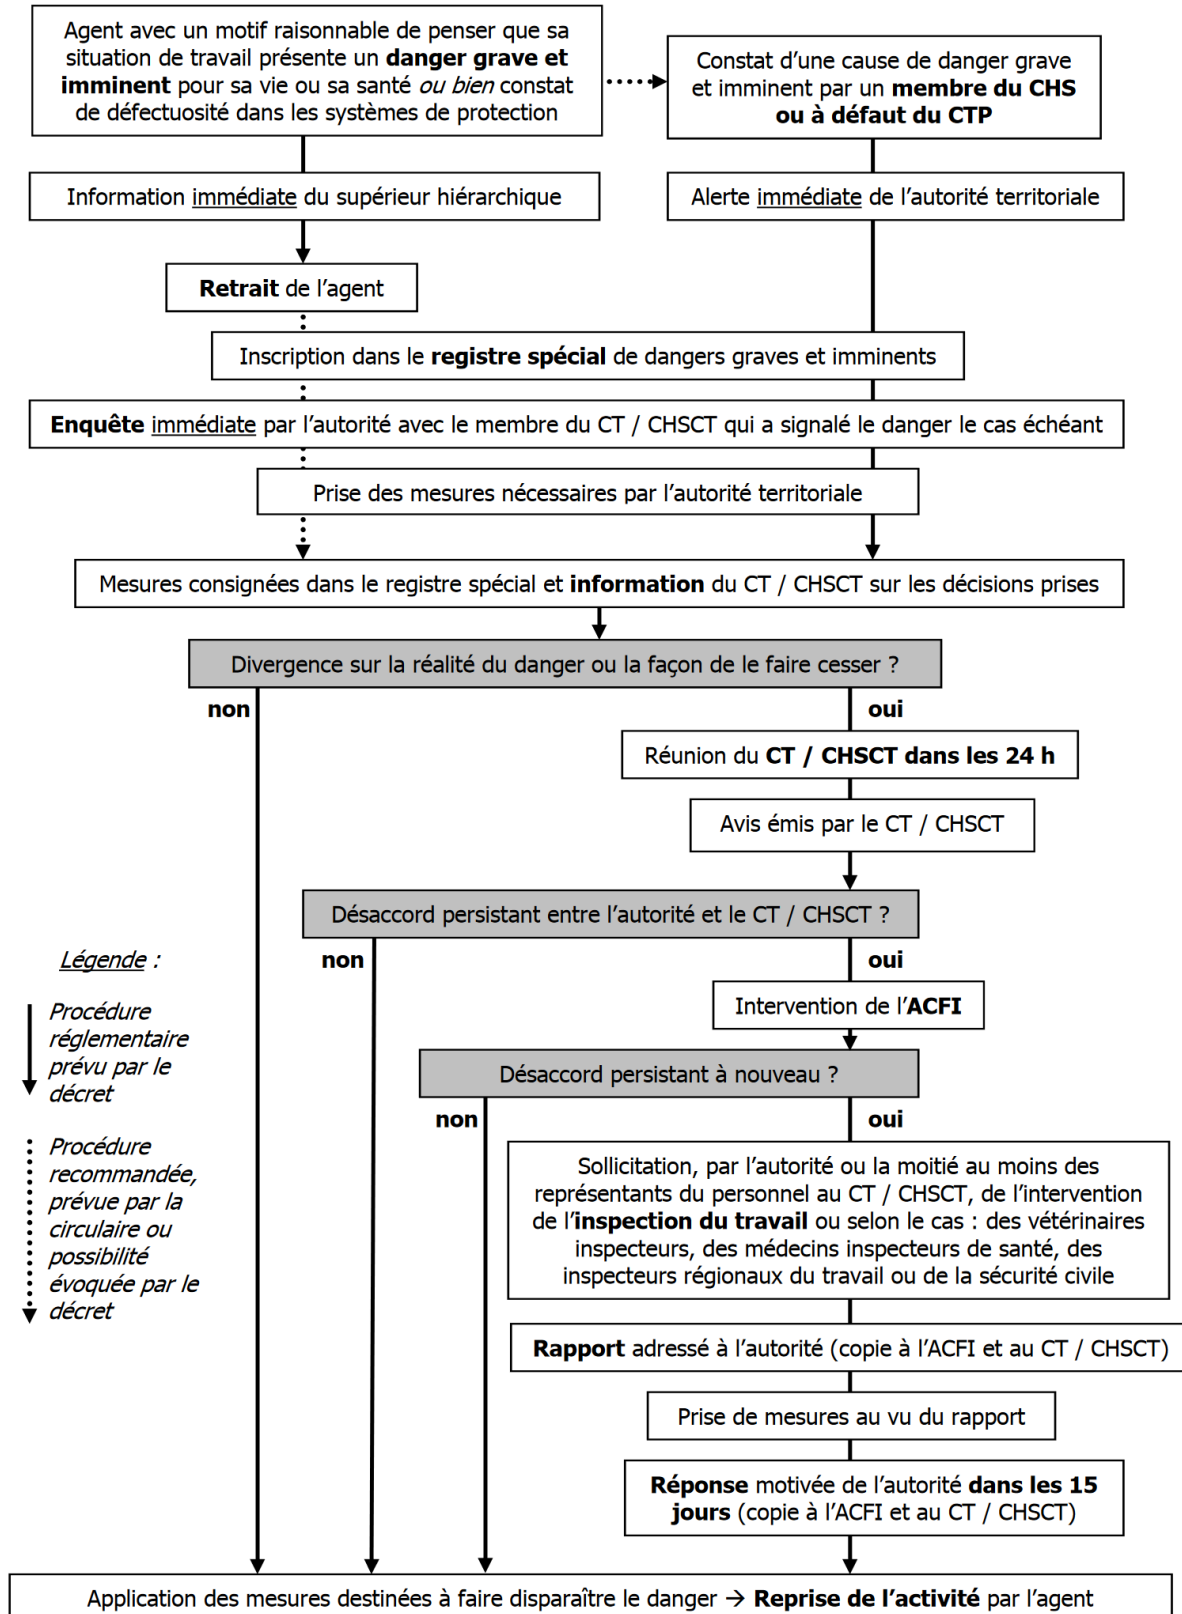 Agent avec un motif raisonnable de penser que sa
situation de travail présente un danger grave et
imminent pour sa vie ou sa santé ou bien constat
de défectuosité dans les systèmes de protection
Constat d'une cause de danger grave
et imminent par un membre du CHS
ou à défaut du CTP
Information immédiate du supérieur hiérarchique
Alerte immédiate de l'autorité territoriale
Retrait de l'agent
Inscription dans le registre spécial de dangers graves et imminents
Enquête immédiate par l'autorité avec le membre du CT / CHSCT qui a signalé le danger le cas échéant
Prise des mesures nécessaires par l'autorité territoriale
Mesures consignées dans le registre spécial et information du CT / CHSCT sur les décisions prises
Divergence sur la réalité du danger ou la façon de le faire cesser ?
non
oui
Réunion du CT / CHSCT dans les 24 h
Avis émis par le CT / CHSCT
Désaccord persistant entre l'autorité et le CT / CHSCT ?
non
oui
Intervention de l'ACFI
Désaccord persistant à nouveau ?
non
oui
Sollicitation, par l'autorité ou la moitié au moins des
représentants du personnel au CT / CHSCT, de l'intervention
de l'inspection du travail ou selon le cas : des vétérinaires
inspecteurs, des médecins inspecteurs de santé, des
inspecteurs régionaux du travail ou de la sécurité civile
Rapport adressé à l'autorité (copie à l'ACFI et au CT / CHSCT)
Prise de mesures au vu du rapport
Réponse motivée de l'autorité dans les 15
jours (copie à l'ACFI et au CT / CHSCT)
Application des mesures destinées à faire disparaître le danger → Reprise de l'activité par l'agent
Légende :
Procédure
réglementaire
prévu par le
décret
Procédure
recommandée,
prévue par la
circulaire ou
possibilité
évoquée par le
décret